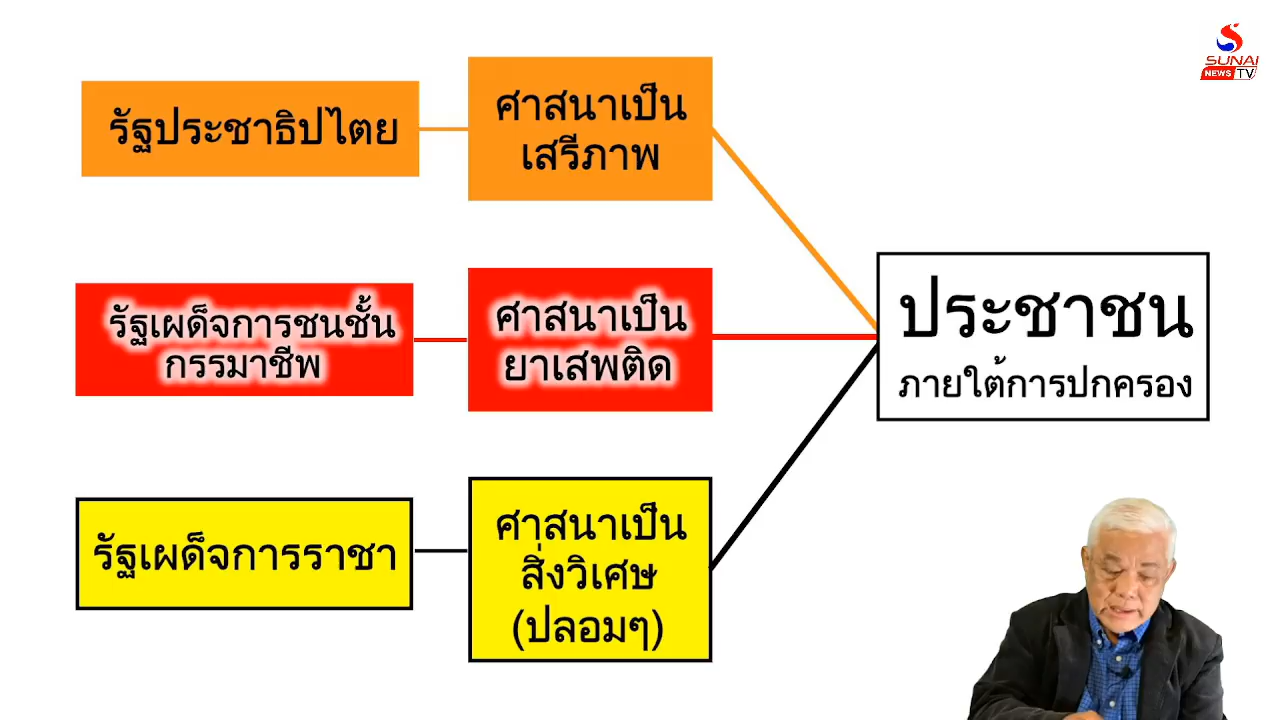 SUNAI
NEWS TV
รัฐประชาธิปไตย
ศาสนาเป็น
เสรีภาพ
รัฐเผด็จการชนชั้น
กรรมาชีพ
ศาสนาเป็น
ยาเสพติด
รัฐเผด็จการราชา
ศาสนาเป็น
สิ่งวิเศษ
(ปลอมๆ)
ประชาชน
ภายใต้การปกครอง